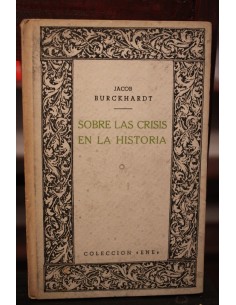 JACOB
BURCKHARDT
SOBRE LAS CRISIS
EN LA HISTORIA
COLECCION «ENE»